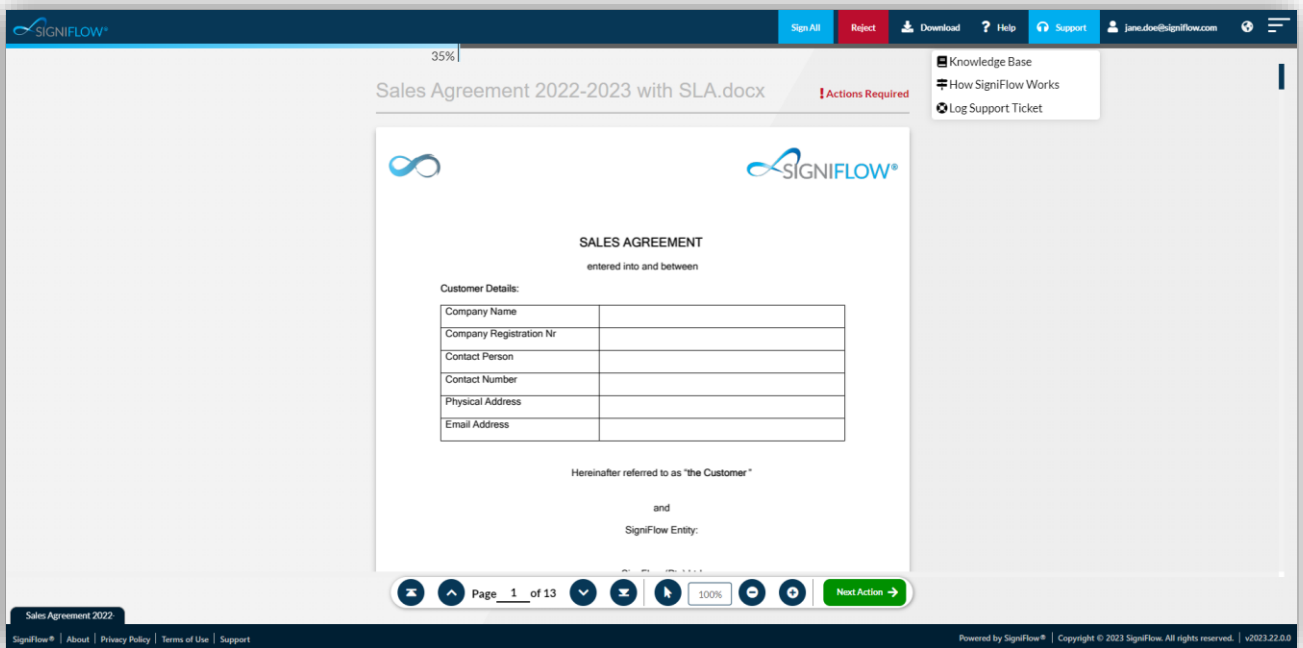 SIGNIFLOW®
Sign All
Reject
Download
? Help
Support
jane.doe@signiflow.com
35%
Knowledge Base
How SigniFlow Works
Log Support Ticket
Sales Agreement 2022-2023 with SLA.docx
! Actions Required
SIGNIFLOW®
SALES AGREEMENT
entered into and between
Customer Details:
Company Name
Company Registration Nr
Contact Person
Contact Number
Physical Address
Email Address
Hereinafter referred to as "the Customer"
and
SigniFlow Entity:
Page 1 of 13
100%
Next Action
Sales Agreement 2022-
SigniFlow® | About | Privacy Policy | Terms of Use | Support
Powered by SigniFlow® | Copyright © 2023 SigniFlow. All rights reserved. | v2023.22.0.0